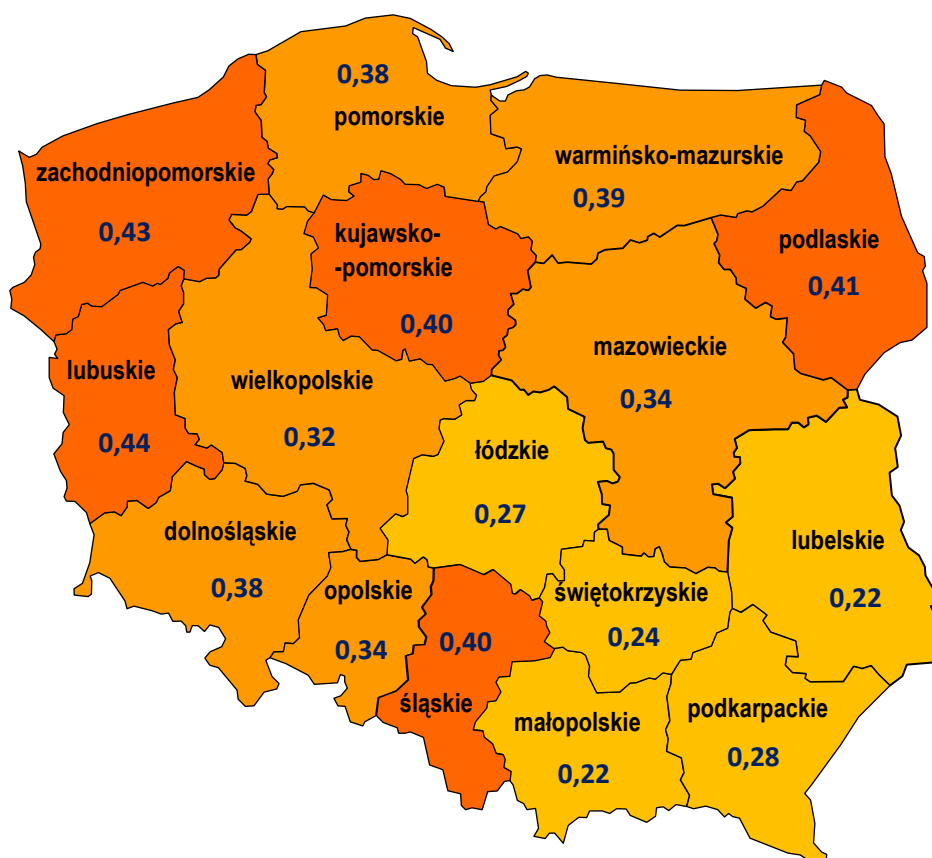 0,38
pomorskie
warmińsko-mazurskie
0,39
zachodniopomorskie
0,43
kujawsko-
-pomorskie
0,40
podlaskie
0,41
mazowieckie
0,34
lubuskie
0,44
wielkopolskie
0,32
łódzkie
0,27
dolnośląskie
0,38
lubelskie
0,22
opolskie
0,34
świętokrzyskie
0,24
0,40
śląskie
małopolskie
0,22
podkarpackie
0,28